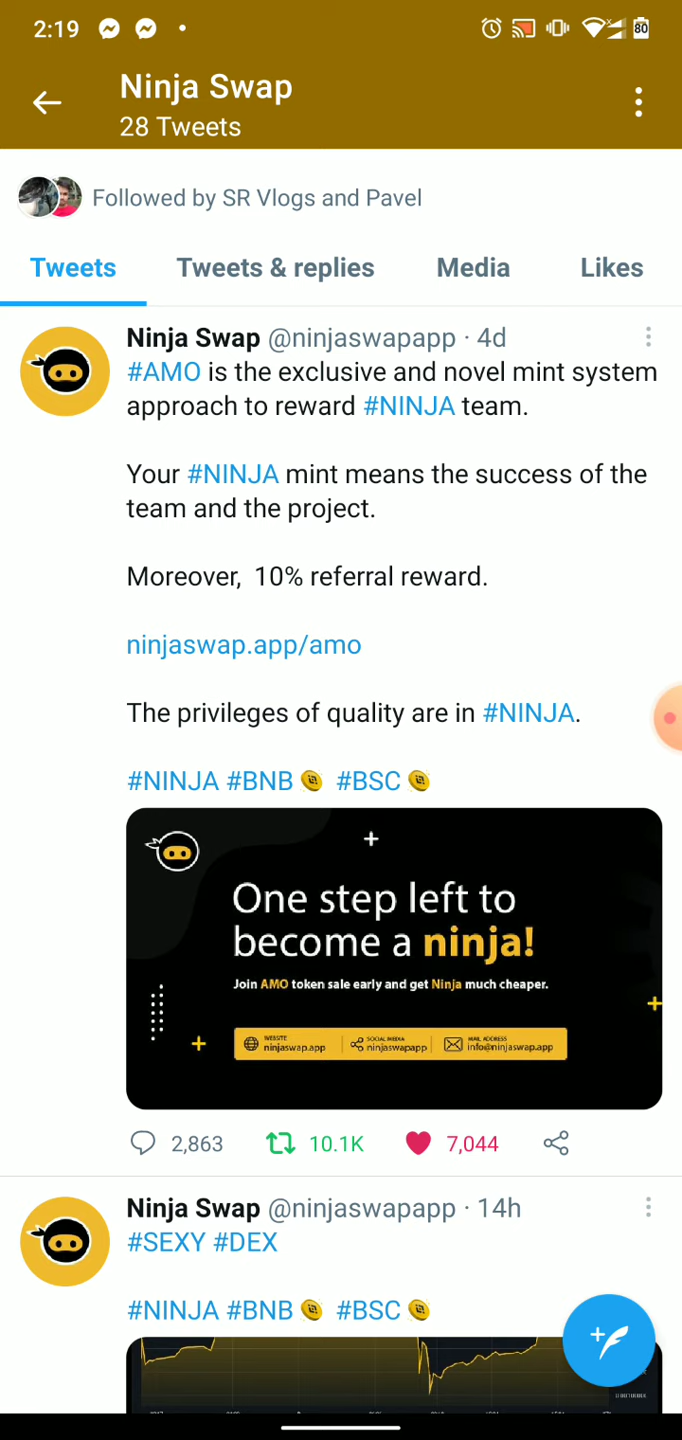 2:19
80
Ninja Swap
28 Tweets
Followed by SR Vlogs and Pavel
Tweets Tweets & replies Media Likes
Ninja Swap @ninjaswapapp · 4d
#AMO is the exclusive and novel mint system
approach to reward #NINJA team.
Your #NINJA mint means the success of the
team and the project.
Moreover,  10% referral reward.
ninjaswap.app/amo
The privileges of quality are in #NINJA.
#NINJA #BNB #BSC
One step left to
become a ninja!
Join AMO token sale early and get Ninja much cheaper.
WEBSITE
ninjaswap.app
SOCIAL MEDIA
ninjaswapapp
MAIL ADDRESS
info@ninjaswap.app
2,863 10.1K 7,044
Ninja Swap @ninjaswapapp · 14h
#SEXY #DEX
#NINJA #BNB #BSC